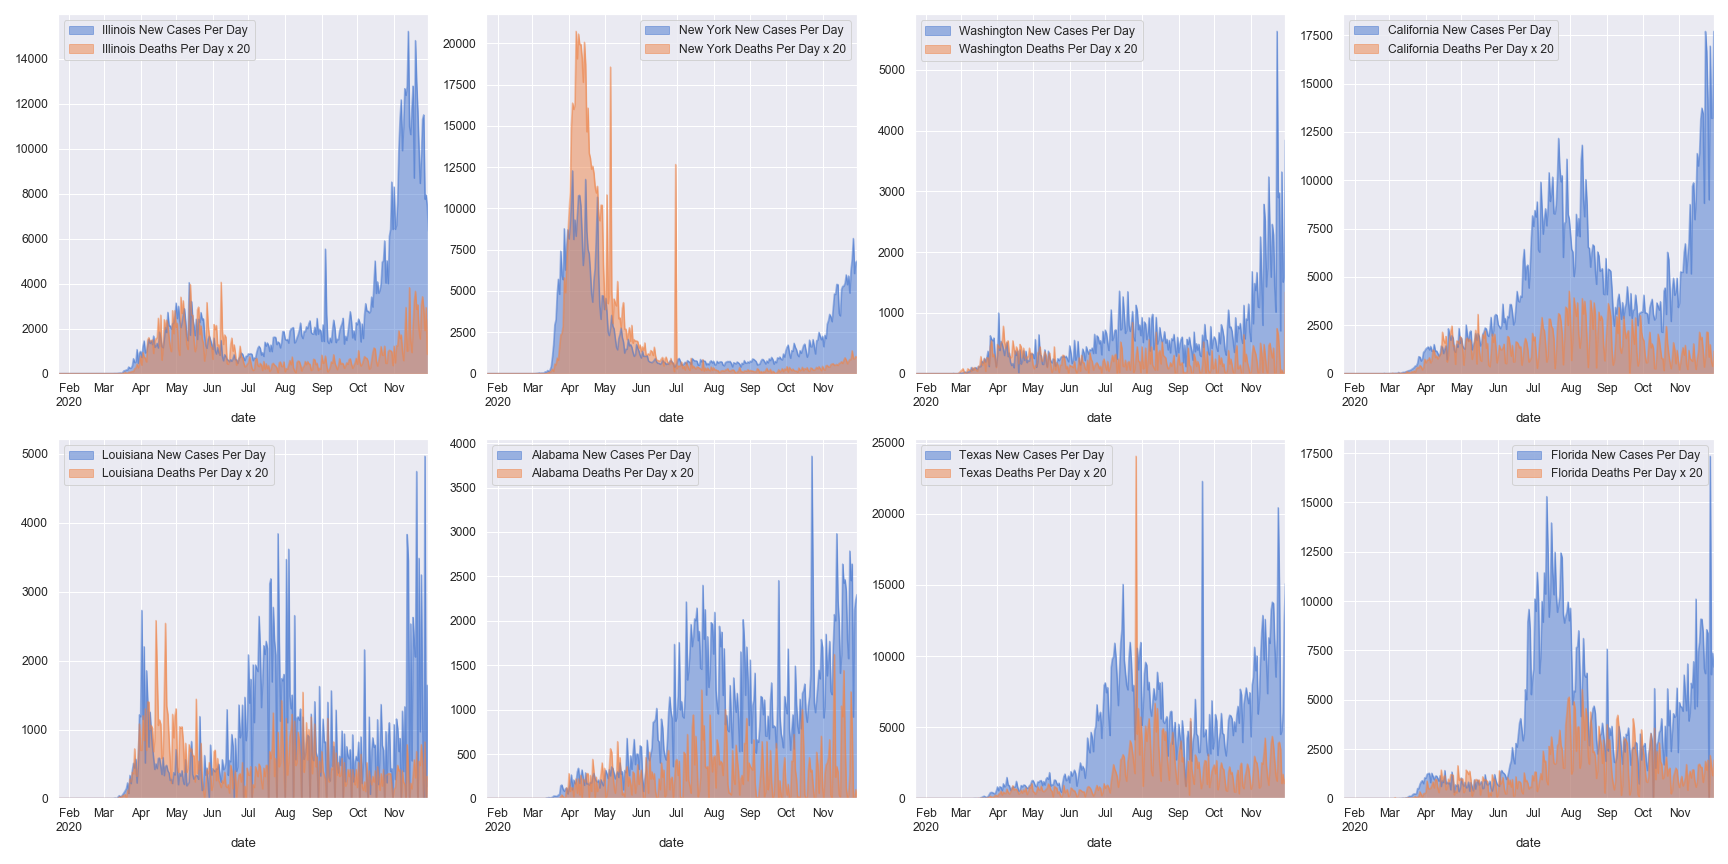 Illinois New Cases Per Day
Illinois Deaths Per Day x 20
14000
12000
10000
8000
6000
4000
2000
0
Feb Mar Apr May Jun Jul Aug Sep Oct Nov
2020
date
New York New Cases Per Day
New York Deaths Per Day x 20
20000
17500
15000
12500
10000
7500
5000
2500
0
Feb Mar Apr May Jun Jul Aug Sep Oct Nov
2020
date
Washington New Cases Per Day
Washington Deaths Per Day x 20
5000
4000
3000
2000
1000
0
Feb Mar Apr May Jun Jul Aug Sep Oct Nov
2020
date
California New Cases Per Day
California Deaths Per Day x 20
17500
15000
12500
10000
7500
5000
2500
0
Feb Mar Apr May Jun Jul Aug Sep Oct Nov
2020
date
Louisiana New Cases Per Day
Louisiana Deaths Per Day x 20
5000
4000
3000
2000
1000
0
Feb Mar Apr May Jun Jul Aug Sep Oct Nov
2020
date
Alabama New Cases Per Day
Alabama Deaths Per Day x 20
4000
3500
3000
2500
2000
1500
1000
500
0
Feb Mar Apr May Jun Jul Aug Sep Oct Nov
2020
date
Texas New Cases Per Day
Texas Deaths Per Day x 20
25000
20000
15000
10000
5000
0
Feb Mar Apr May Jun Jul Aug Sep Oct Nov
2020
date
Florida New Cases Per Day
Florida Deaths Per Day x 20
17500
15000
12500
10000
7500
5000
2500
0
Feb Mar Apr May Jun Jul Aug Sep Oct Nov
2020
date